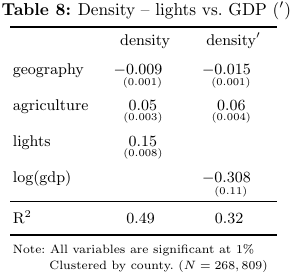 Table 8: Density – lights vs. GDP (′)
density density′
geography −0.009 −0.015
(0.001) (0.001)
agriculture 0.05 0.06
(0.003) (0.004)
lights 0.15
(0.008)
log(gdp) −0.308
(0.11)
R² 0.49 0.32
Note: All variables are significant at 1%
Clustered by county. (N = 268, 809)